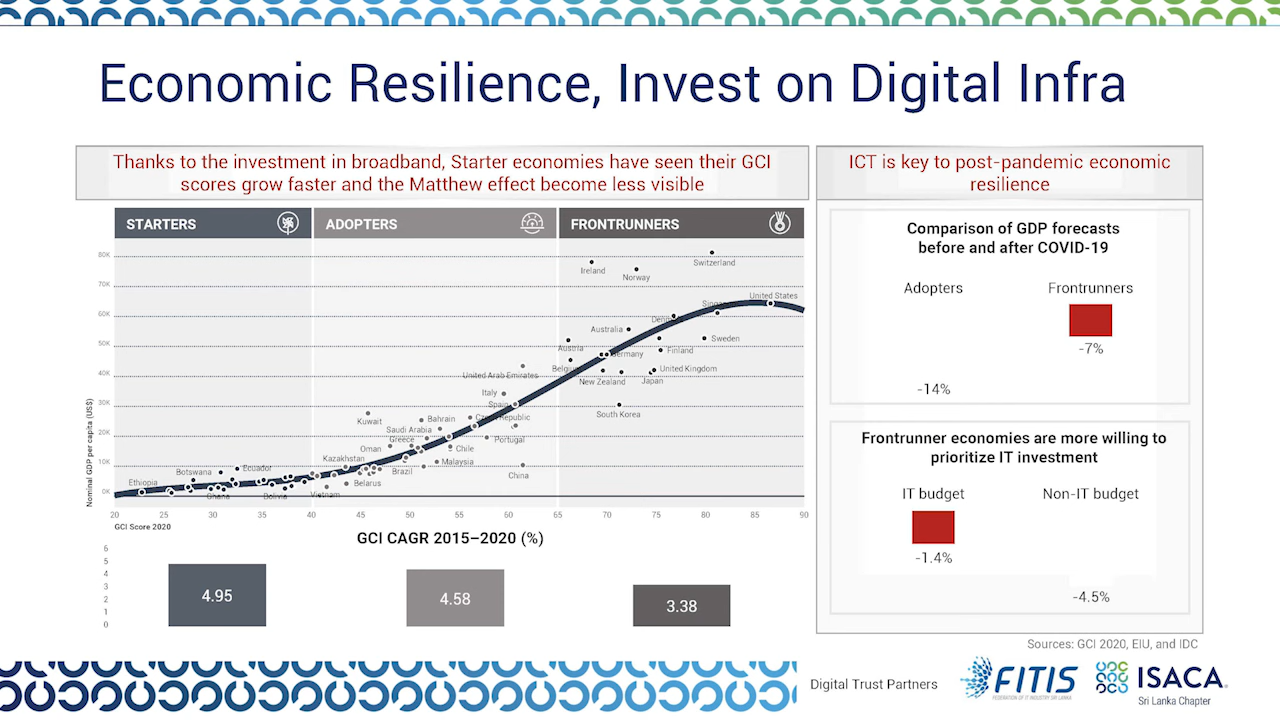 Economic Resilience, Invest on Digital Infra
Thanks to the investment in broadband, Starter economies have seen their GCI
scores grow faster and the Matthew effect become less visible
STARTERS
ADOPTERS
FRONTRUNNERS
80K
70K
60K
50K
40K
30K
20K
10K
0K
Nominal GDP per capita (US$)
Switzerland
Ireland
Norway
United States
Australia
Sweden
Austria
Germany
Finland
United Kingdom
United Arab Emirates
New Zealand
Japan
Italy
Spain
South Korea
Kuwait
Bahrain
Czech Republic
Saudi Arabia
Greece
Portugal
Oman
Chile
Kazakhstan
Malaysia
Botswana
Ecuador
Brazil
China
Ethiopia
Belarus
Ghana
Bolivia
Vietnam
20 25 30 35 40 45 50 55 60 65 70 75 80 85 90
GCI Score 2020
GCI CAGR 2015–2020 (%)
6
5
4
3
2
1
0
4.95
4.58
3.38
ICT is key to post-pandemic economic
resilience
Comparison of GDP forecasts
before and after COVID-19
Adopters
Frontrunners
-7%
-14%
Frontrunner economies are more willing to
prioritize IT investment
IT budget
Non-IT budget
-1.4%
-4.5%
Sources: GCI 2020, EIU, and IDC
Digital Trust Partners
FITIS
FEDERATION OF IT INDUSTRY SRI LANKA
ISACA
Sri Lanka Chapter